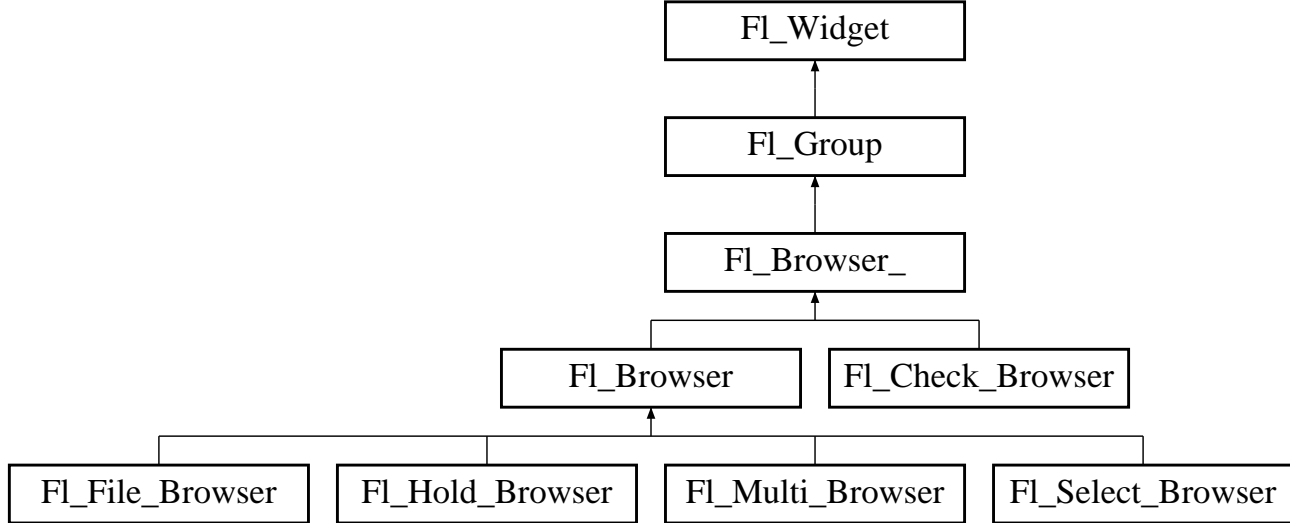 Fl_Widget
Fl_Group
Fl_Browser_
Fl_Browser
Fl_Check_Browser
Fl_File_Browser
Fl_Hold_Browser
Fl_Multi_Browser
Fl_Select_Browser